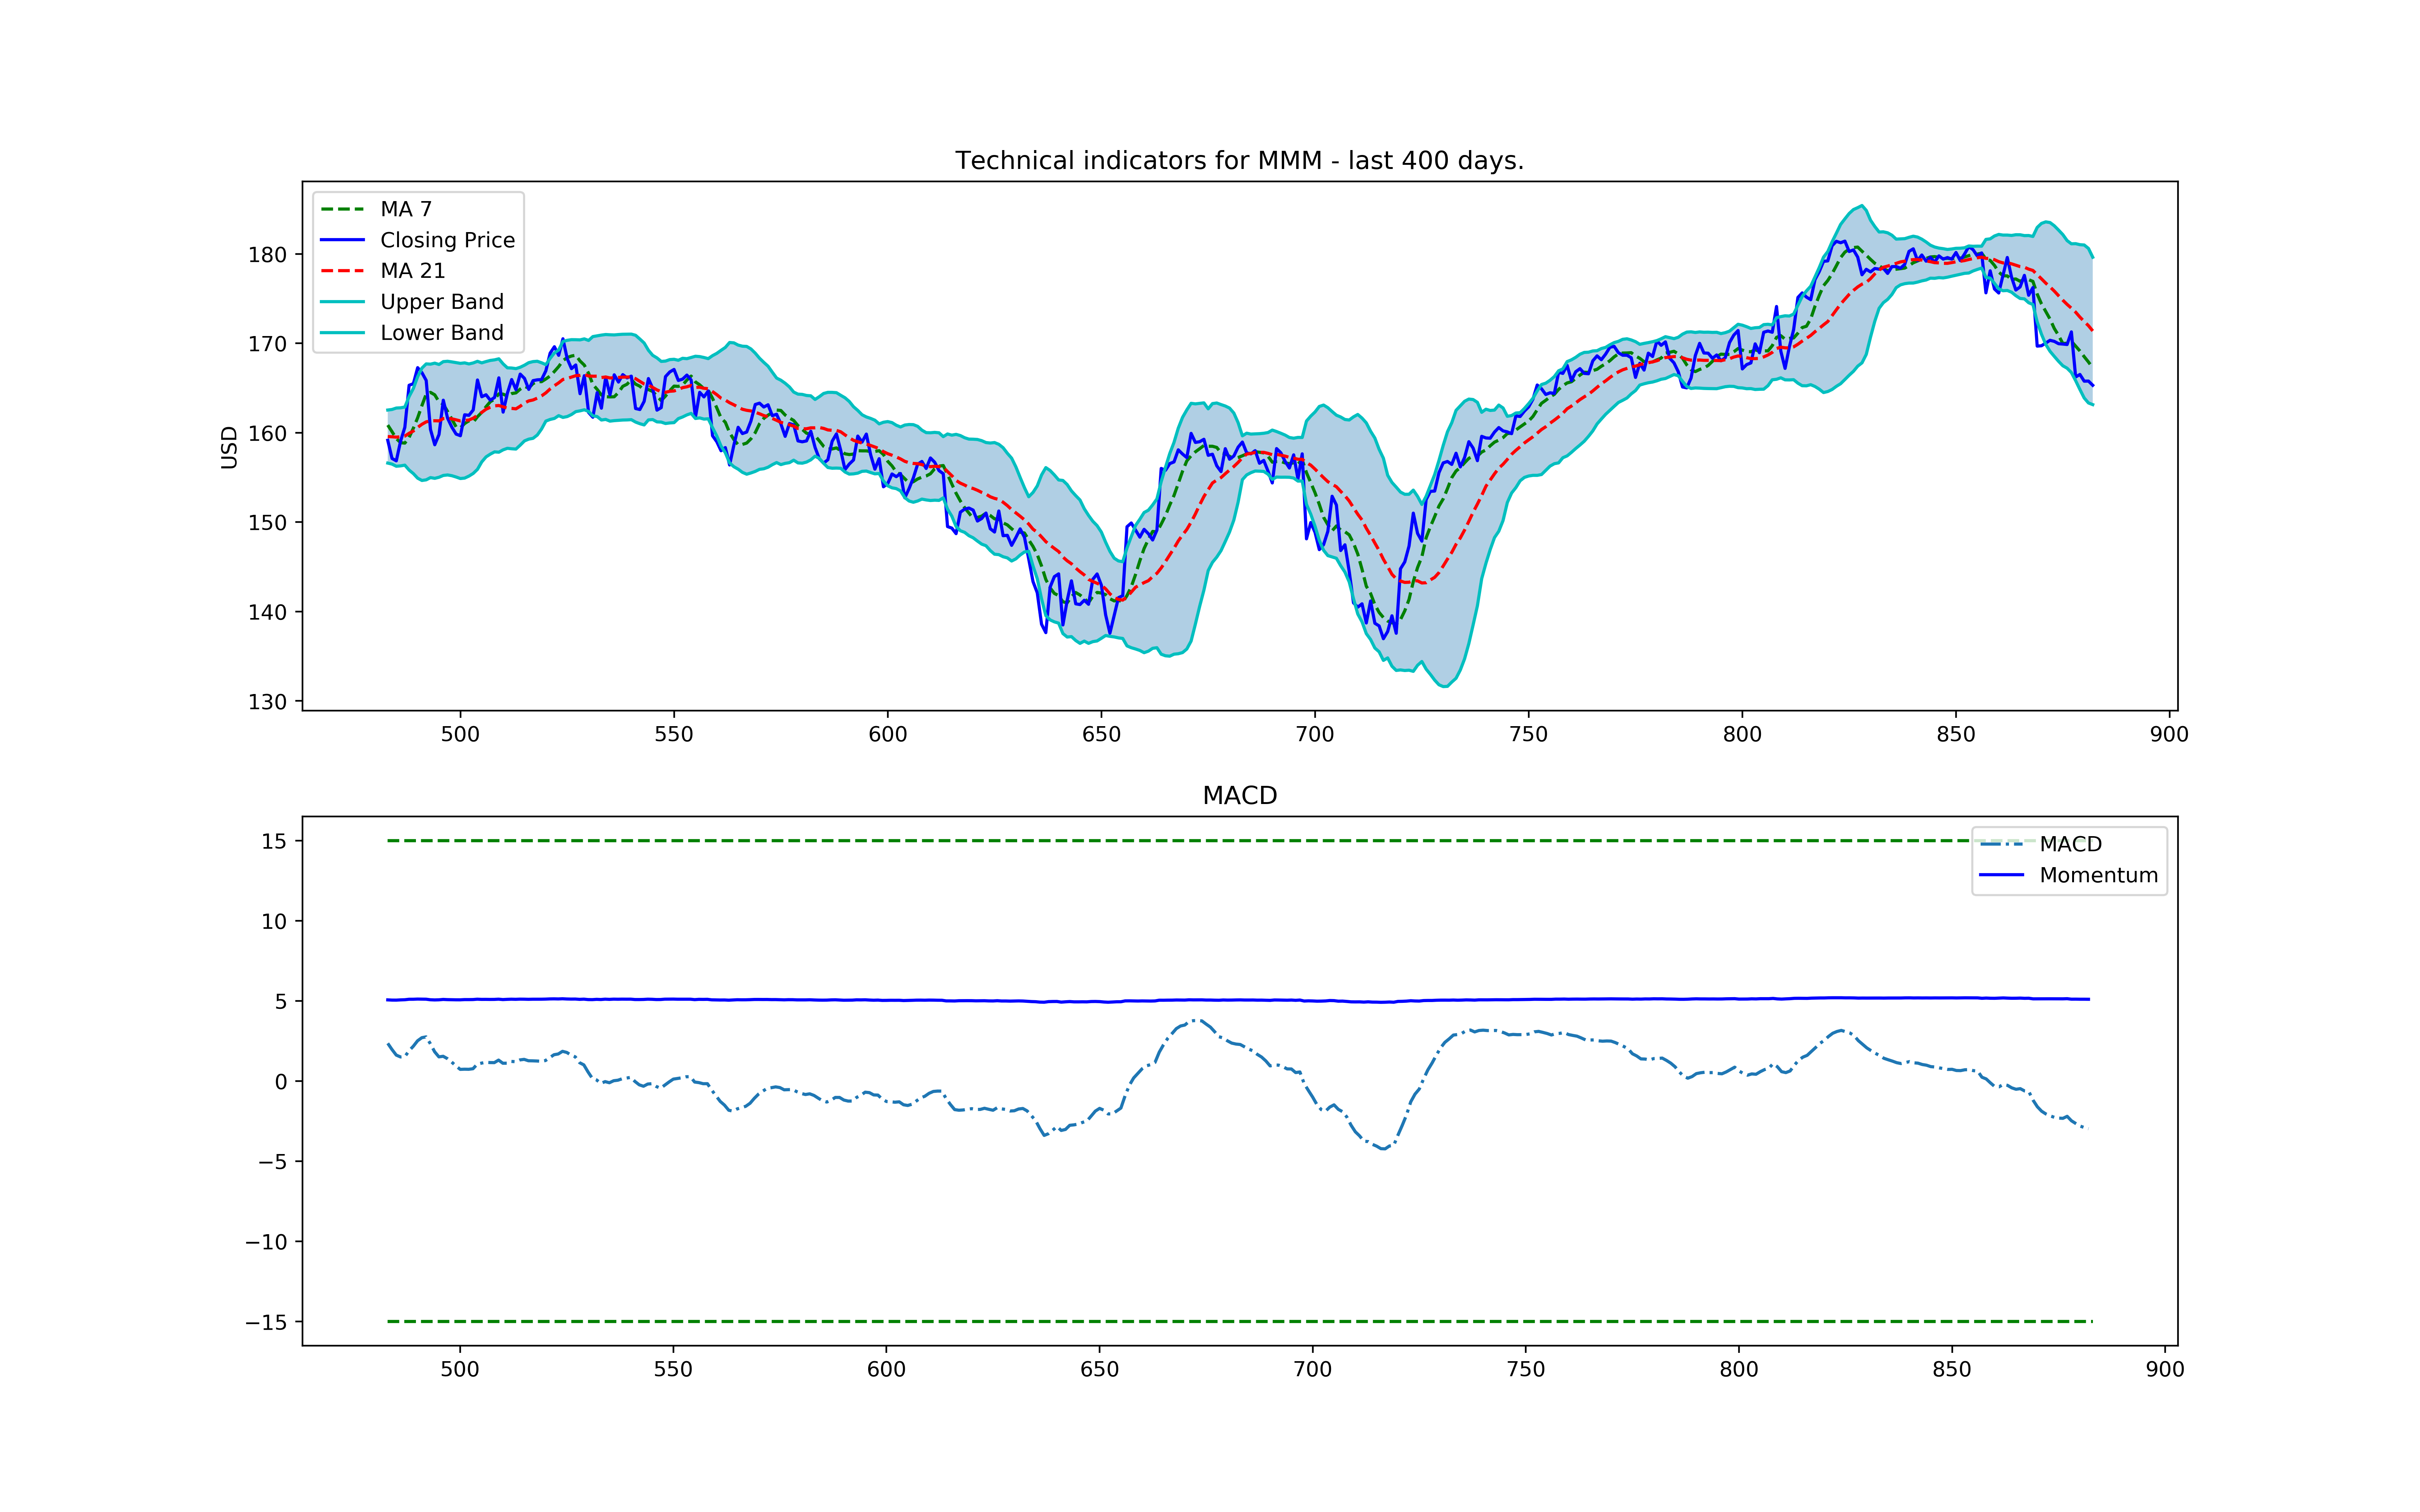 Technical indicators for MMM - last 400 days.
MA 7
Closing Price
MA 21
Upper Band
Lower Band
USD
180
170
160
150
140
130
500 550 600 650 700 750 800 850 900
MACD
MACD
Momentum
15
10
5
0
−5
−10
−15
500 550 600 650 700 750 800 850 900